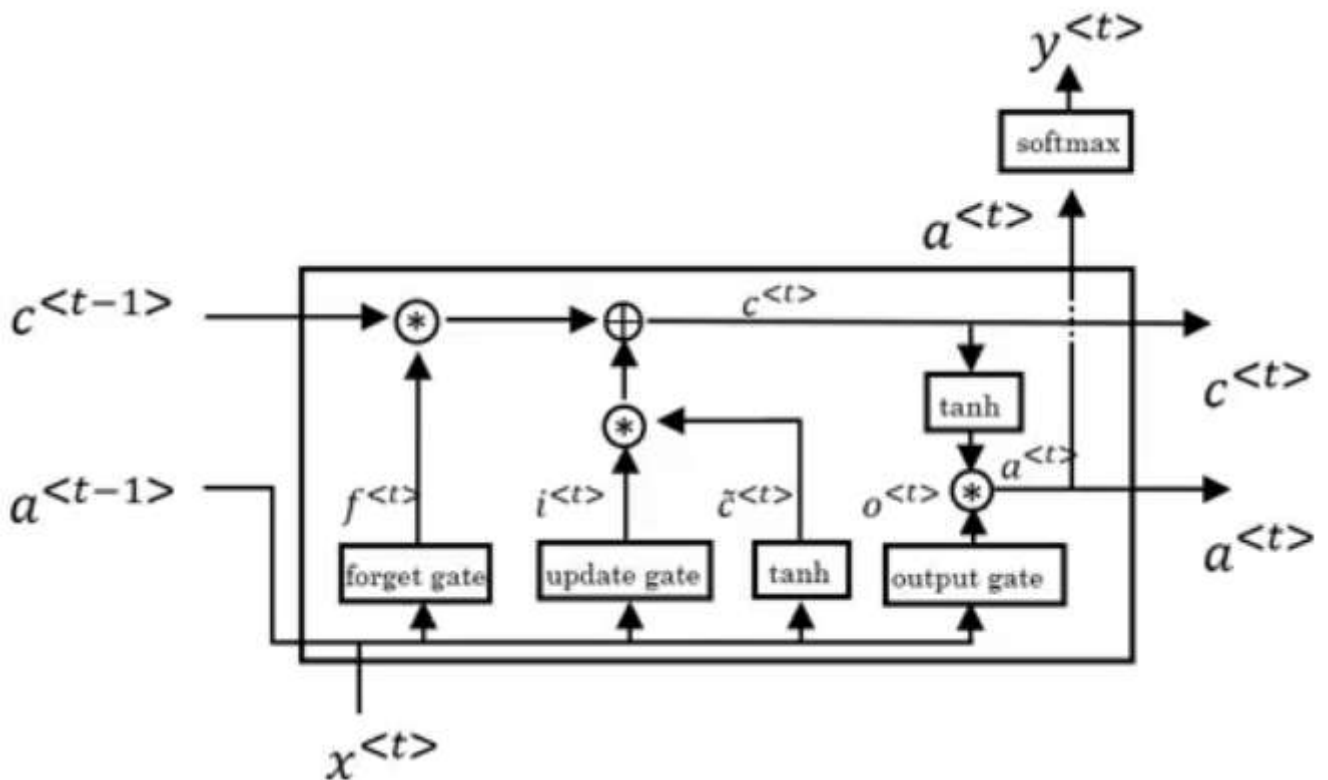 y<t>
softmax
a<t>
c<t-1>
c<t>
c<t>
tanh
a<t-1>
f<t>
i<t>
c̃<t>
o<t>
a<t>
a<t>
forget gate
update gate
tanh
output gate
x<t>